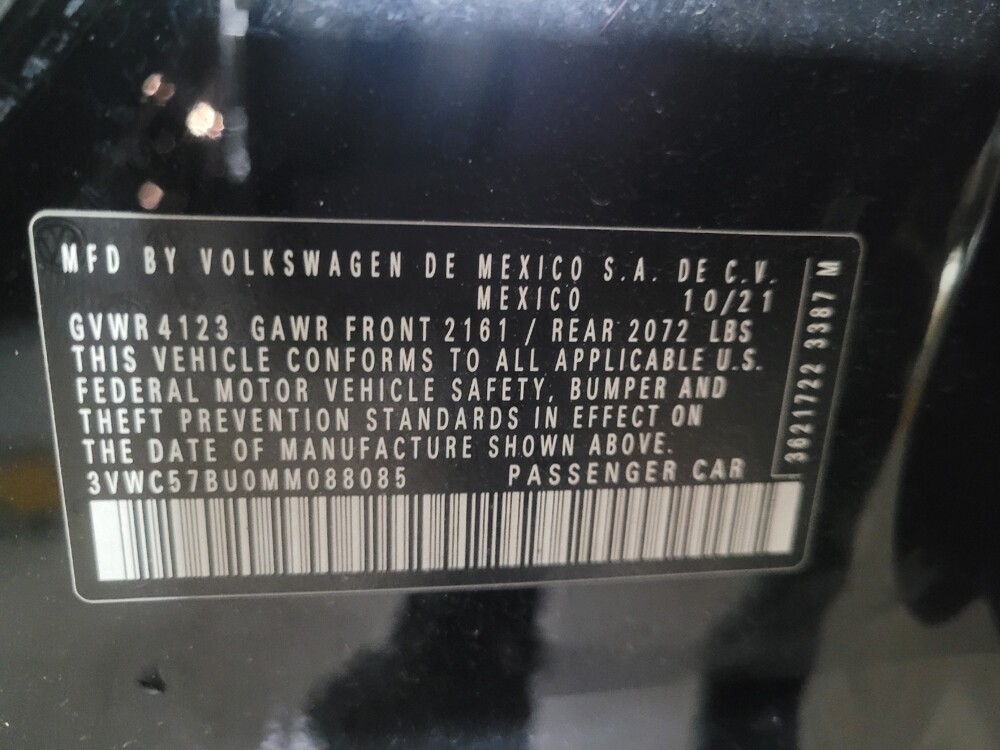 MFD BY VOLKSWAGEN DE MEXICO S.A. DE C.V.
MEXICO 10/21
GVWR 4123 GAWR FRONT 2161 / REAR 2072 LBS
THIS VEHICLE CONFORMS TO ALL APPLICABLE U.S.
FEDERAL MOTOR VEHICLE SAFETY, BUMPER AND
THEFT PREVENTION STANDARDS IN EFFECT ON
THE DATE OF MANUFACTURE SHOWN ABOVE.
3VWC57BU0MM088085 PASSENGER CAR
3621722 3387 M